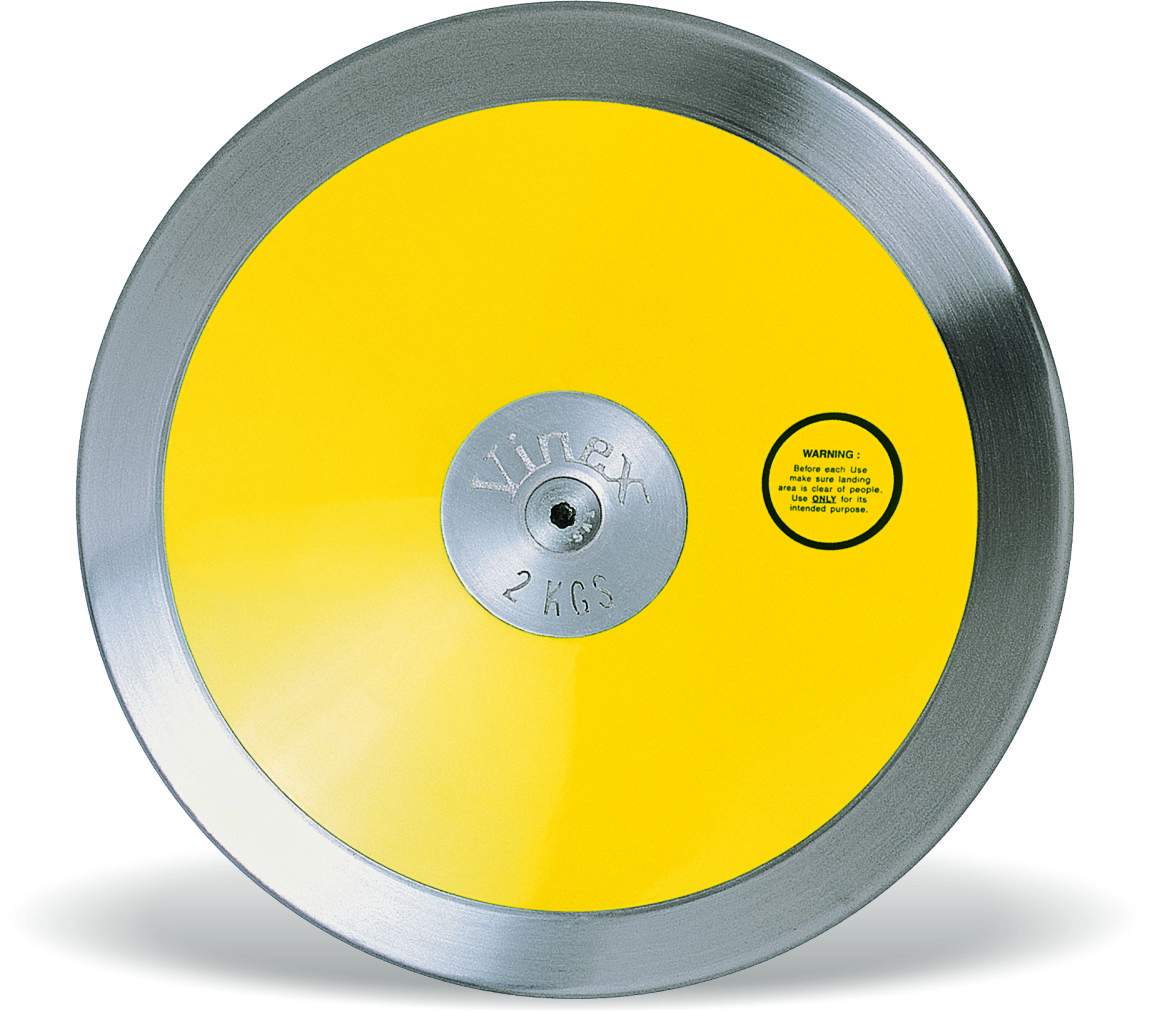 Vinex
2 KGS
WARNING :
Before each Use
make sure landing
area is clear of people.
Use ONLY for its
intended purpose.